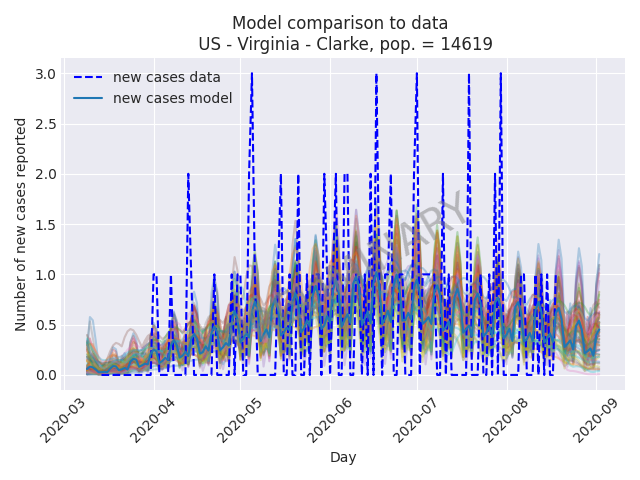 Model comparison to data
US - Virginia - Clarke, pop. = 14619
new cases data
new cases model
Number of new cases reported
3.0
2.5
2.0
1.5
1.0
0.5
0.0
2020-03
2020-04
2020-05
2020-06
2020-07
2020-08
2020-09
Day